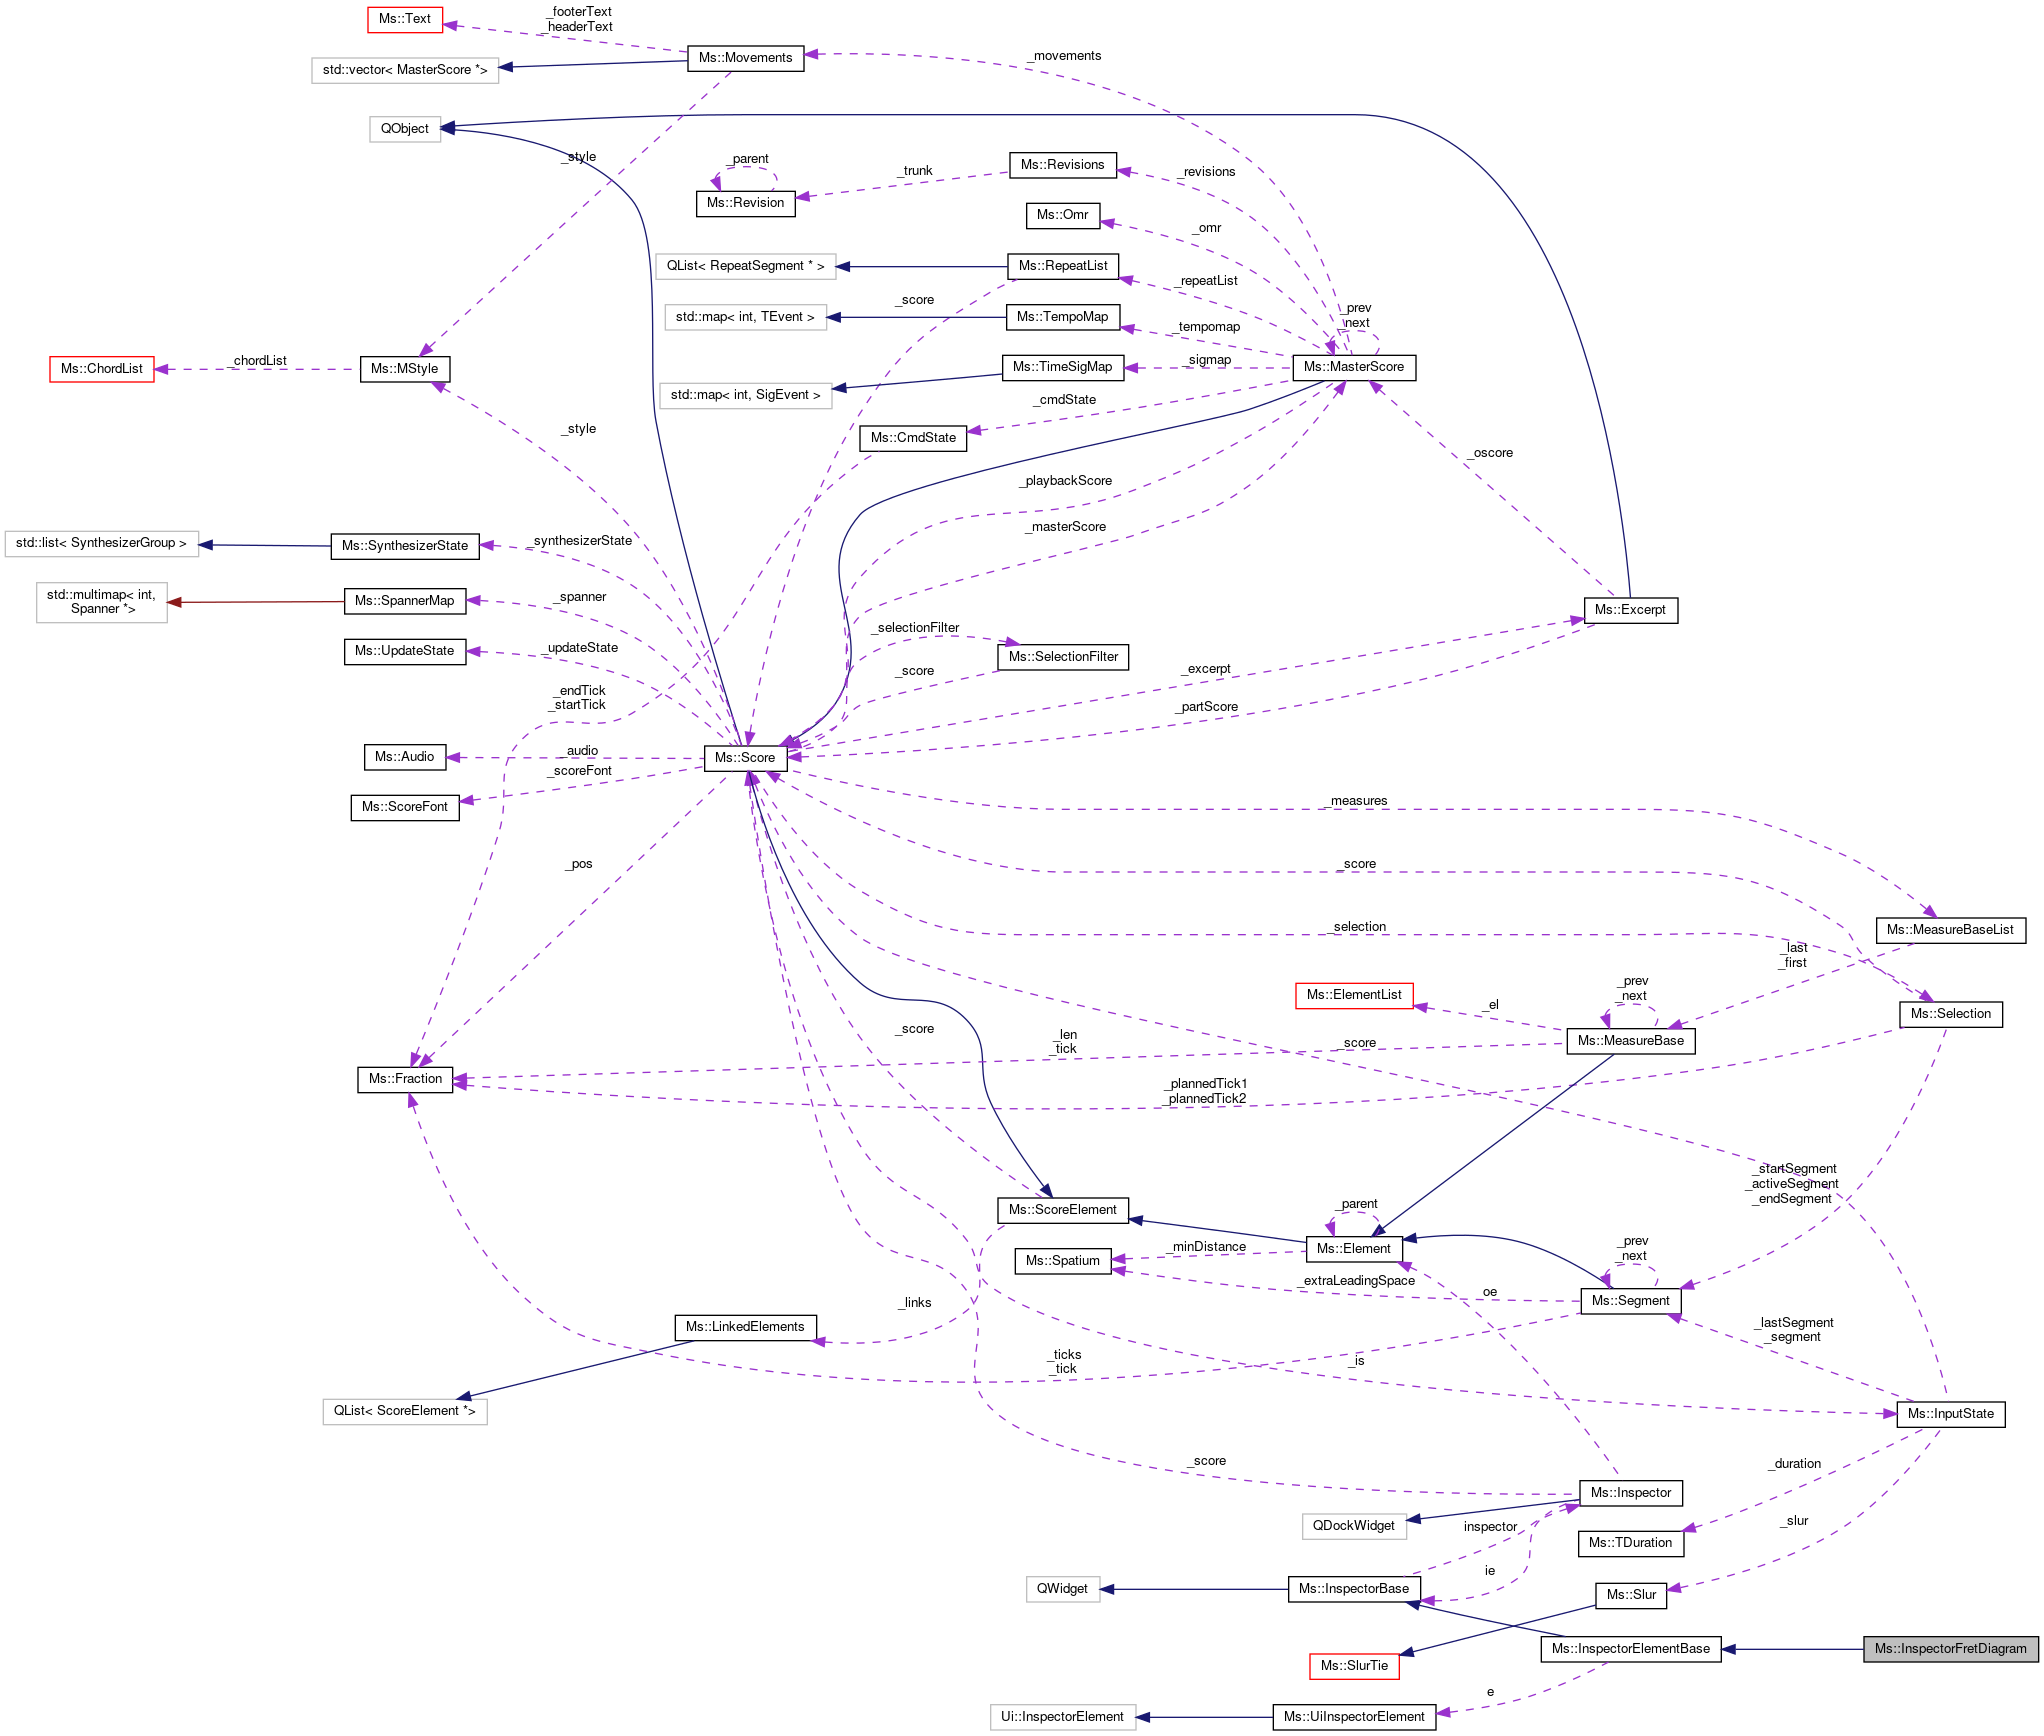 _footerText
_headerText
Ms::Text
Ms::Movements
_movements
std::vector< MasterScore *>
QObject
_style
_parent
Ms::Revisions
_trunk
_revisions
Ms::Revision
Ms::Omr
_omr
QList< RepeatSegment * >
Ms::RepeatList
_repeatList
_score
std::map< int, TEvent >
Ms::TempoMap
_tempomap
_prev
_next
Ms::ChordList
_chordList
Ms::MStyle
Ms::TimeSigMap
_sigmap
Ms::MasterScore
std::map< int, SigEvent >
_cmdState
_style
Ms::CmdState
_oscore
_playbackScore
_masterScore
std::list< SynthesizerGroup >
Ms::SynthesizerState
_synthesizerState
std::multimap< int,
Spanner *>
Ms::SpannerMap
_spanner
Ms::Excerpt
_selectionFilter
Ms::UpdateState
_updateState
Ms::SelectionFilter
_score
_excerpt
_endTick
_startTick
_partScore
Ms::Audio
_audio
Ms::Score
_scoreFont
Ms::ScoreFont
_measures
_pos
_score
_selection
Ms::MeasureBaseList
_last
_first
Ms::ElementList
_el
_prev
_next
Ms::Selection
_score
_len
_tick
_score
Ms::MeasureBase
Ms::Fraction
_plannedTick1
_plannedTick2
_startSegment
_activeSegment
_endSegment
Ms::ScoreElement
_parent
Ms::Element
_minDistance
Ms::Spatium
_extraLeadingSpace
oe
_prev
_next
Ms::Segment
_links
Ms::LinkedElements
_lastSegment
_segment
_ticks
_tick
_is
QList< ScoreElement *>
Ms::InputState
_score
_duration
Ms::Inspector
QDockWidget
inspector
_slur
Ms::TDuration
ie
QWidget
Ms::InspectorBase
Ms::Slur
Ms::InspectorElementBase
Ms::InspectorFretDiagram
Ms::SlurTie
e
Ui::InspectorElement
Ms::UiInspectorElement